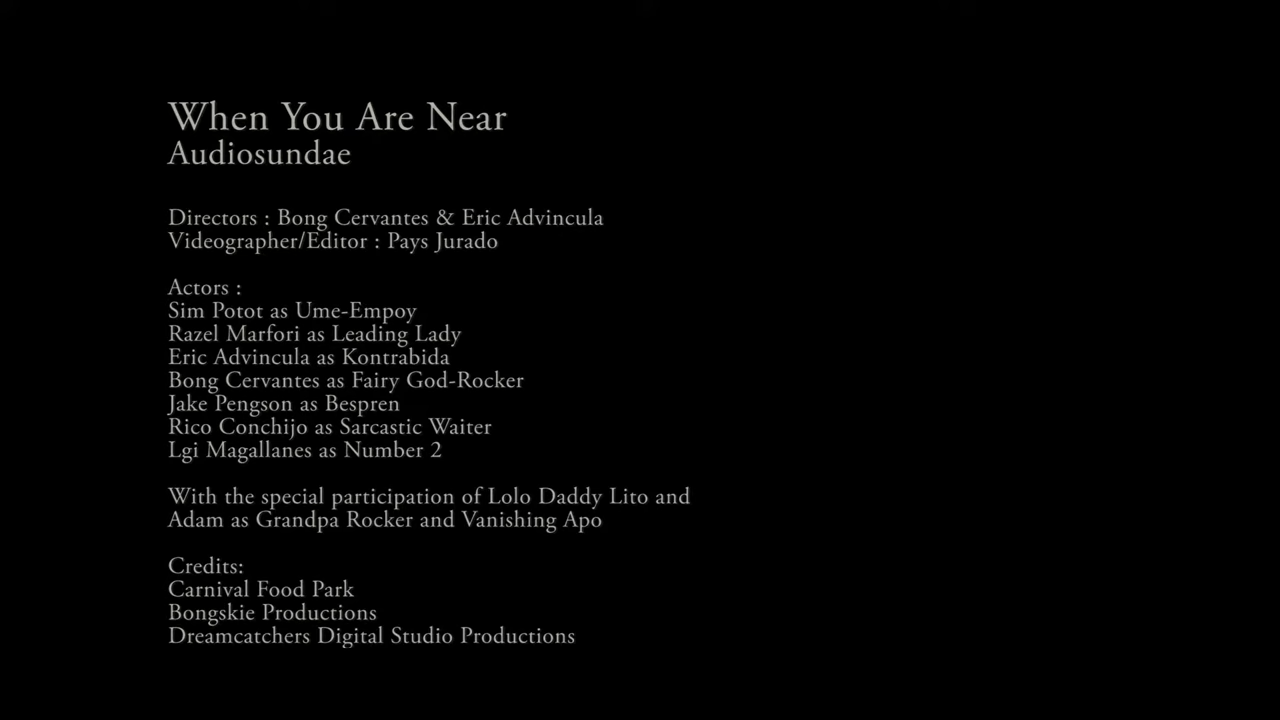 When You Are Near
Audiosundae
Directors : Bong Cervantes & Eric Advincula
Videographer/Editor : Pays Jurado
Actors :
Sim Potot as Ume-Empoy
Razel Marfori as Leading Lady
Eric Advincula as Kontrabida
Bong Cervantes as Fairy God-Rocker
Jake Pengson as Bespren
Rico Conchijo as Sarcastic Waiter
Lgi Magallanes as Number 2
With the special participation of Lolo Daddy Lito and
Adam as Grandpa Rocker and Vanishing Apo
Credits:
Carnival Food Park
Bongskie Productions
Dreamcatchers Digital Studio Productions